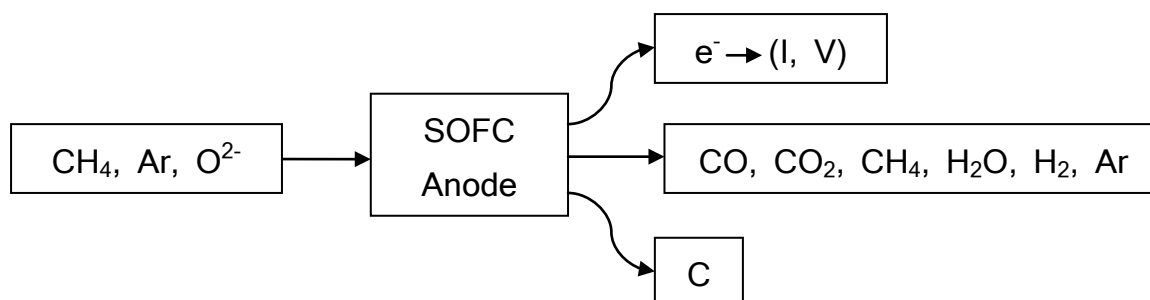 e⁻ → (I, V)
CH₄, Ar, O²⁻
SOFC
Anode
CO, CO₂, CH₄, H₂O, H₂, Ar
C